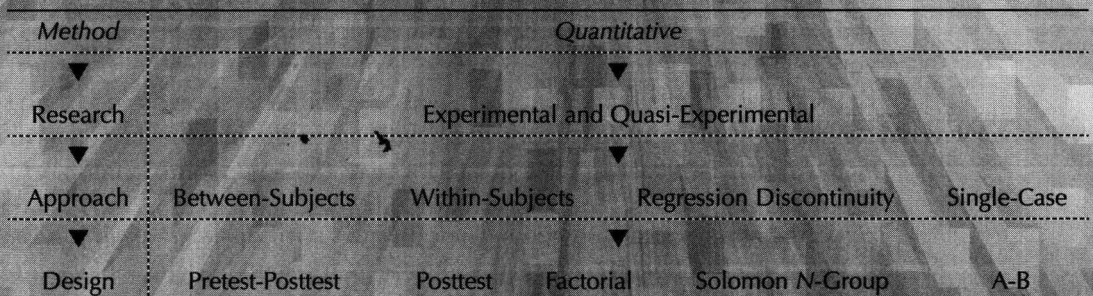 Method Quantitative
▼ ▼
Research Experimental and Quasi-Experimental
▼ ▼
Approach Between-Subjects Within-Subjects Regression Discontinuity Single-Case
▼ ▼
Design Pretest-Posttest Posttest Factorial Solomon N-Group A-B